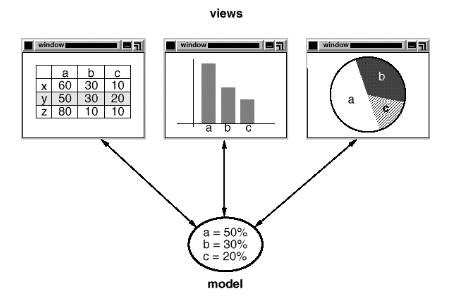 views
window
a b c
x 60 30 10
y 50 30 20
z 80 10 10
window
a b c
window
b
a
c
a = 50%
b = 30%
c = 20%
model